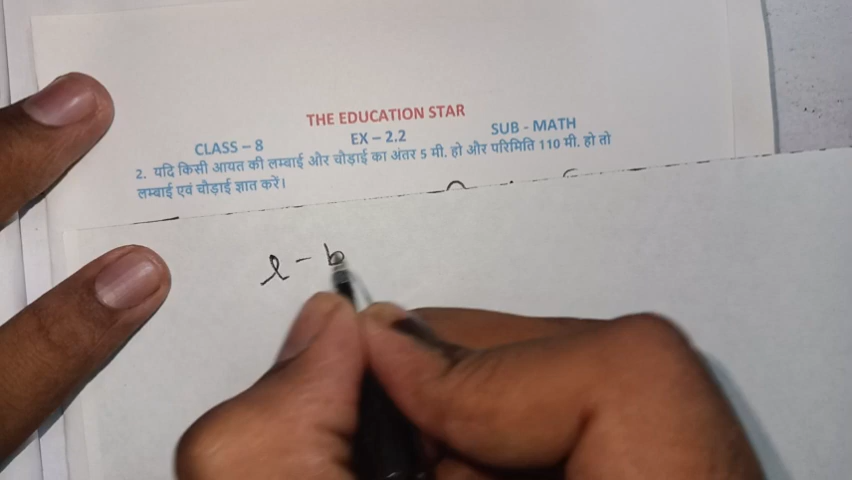 THE EDUCATION STAR
CLASS – 8 EX – 2.2 SUB - MATH
2. यदि किसी आयत की लम्बाई और चौड़ाई का अंतर 5 मी. हो और परिमिति 110 मी. हो तो
लम्बाई एवं चौड़ाई ज्ञात करें।
l - b